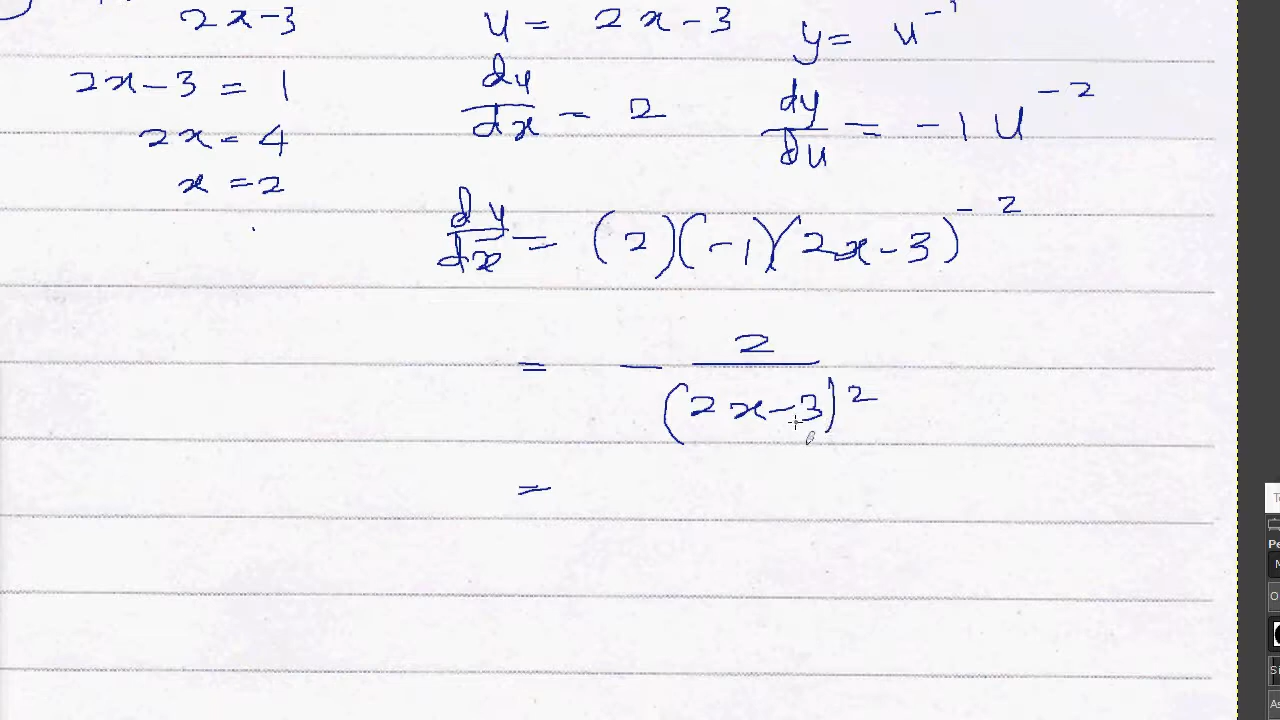 2x-3 u = 2x-3 y = u⁻¹
2x-3 = 1 dy/dx = 2 dy/du = -1 u⁻²
2x = 4
x = 2
dy/dx = (2)(-1)(2x-3)⁻²
= - 2/(2x-3)²
=